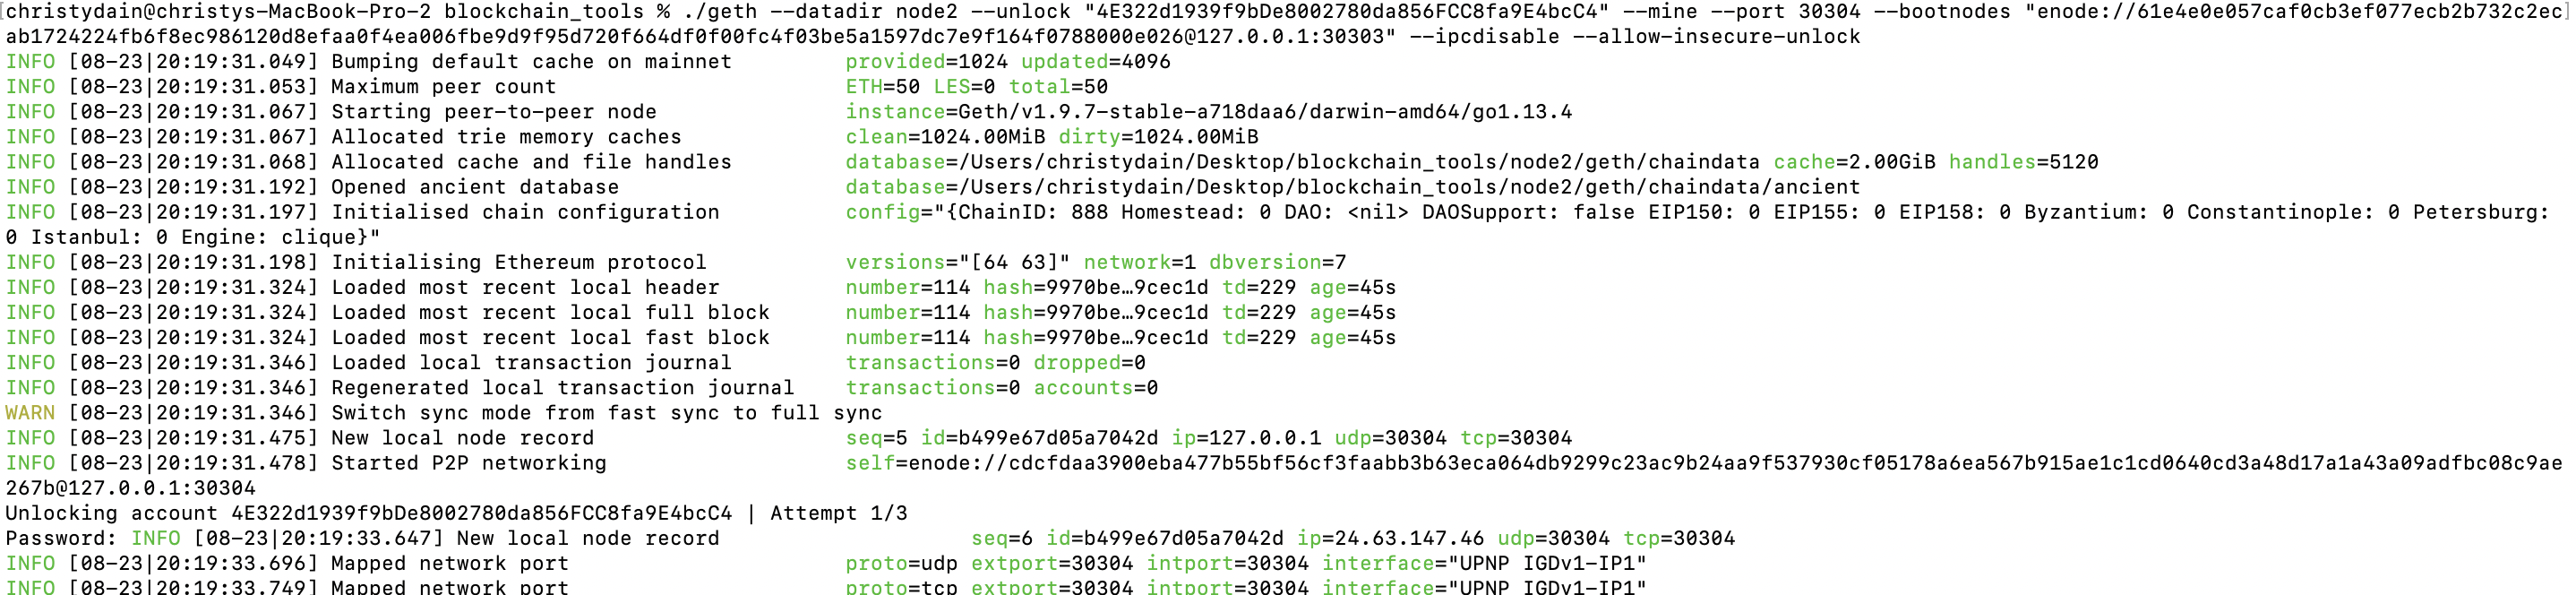 [christydain@christys-MacBook-Pro-2 blockchain_tools % ./geth --datadir node2 --unlock "4E322d1939f9bDe8002780da856FCC8fa9E4bcC4" --mine --port 30304 --bootnodes "enode://61e4e0e057caf0cb3ef077ecb2b732c2ec]
ab1724224fb6f8ec986120d8efaa0f4ea006fbe9d9f95d720f664df0f00fc4f03be5a1597dc7e9f164f0788000e026@127.0.0.1:30303" --ipcdisable --allow-insecure-unlock
INFO [08-23|20:19:31.049] Bumping default cache on mainnet         provided=1024 updated=4096
INFO [08-23|20:19:31.053] Maximum peer count                       ETH=50 LES=0 total=50
INFO [08-23|20:19:31.067] Starting peer-to-peer node               instance=Geth/v1.9.7-stable-a718daa6/darwin-amd64/go1.13.4
INFO [08-23|20:19:31.067] Allocated trie memory caches             clean=1024.00MiB dirty=1024.00MiB
INFO [08-23|20:19:31.068] Allocated cache and file handles         database=/Users/christydain/Desktop/blockchain_tools/node2/geth/chaindata cache=2.00GiB handles=5120
INFO [08-23|20:19:31.192] Opened ancient database                  database=/Users/christydain/Desktop/blockchain_tools/node2/geth/chaindata/ancient
INFO [08-23|20:19:31.197] Initialised chain configuration          config="{ChainID: 888 Homestead: 0 DAO: <nil> DAOSupport: false EIP150: 0 EIP155: 0 EIP158: 0 Byzantium: 0 Constantinople: 0 Petersburg:
0 Istanbul: 0 Engine: clique}"
INFO [08-23|20:19:31.198] Initialising Ethereum protocol           versions="[64 63]" network=1 dbversion=7
INFO [08-23|20:19:31.324] Loaded most recent local header          number=114 hash=9970be…9cec1d td=229 age=45s
INFO [08-23|20:19:31.324] Loaded most recent local full block      number=114 hash=9970be…9cec1d td=229 age=45s
INFO [08-23|20:19:31.324] Loaded most recent local fast block      number=114 hash=9970be…9cec1d td=229 age=45s
INFO [08-23|20:19:31.346] Loaded local transaction journal         transactions=0 dropped=0
INFO [08-23|20:19:31.346] Regenerated local transaction journal    transactions=0 accounts=0
WARN [08-23|20:19:31.346] Switch sync mode from fast sync to full sync
INFO [08-23|20:19:31.475] New local node record                    seq=5 id=b499e67d05a7042d ip=127.0.0.1 udp=30304 tcp=30304
INFO [08-23|20:19:31.478] Started P2P networking                   self=enode://cdcfdaa3900eba477b55bf56cf3faabb3b63eca064db9299c23ac9b24aa9f537930cf05178a6ea567b915ae1c1cd0640cd3a48d17a1a43a09adfbc08c9ae
267b@127.0.0.1:30304
Unlocking account 4E322d1939f9bDe8002780da856FCC8fa9E4bcC4 | Attempt 1/3
Password: INFO [08-23|20:19:33.647] New local node record                    seq=6 id=b499e67d05a7042d ip=24.63.147.46 udp=30304 tcp=30304
INFO [08-23|20:19:33.696] Mapped network port                      proto=udp extport=30304 intport=30304 interface="UPNP IGDv1-IP1"
INFO [08-23|20:19:33.749] Mapped network port                      proto=tcp extport=30304 intport=30304 interface="UPNP IGDv1-IP1"